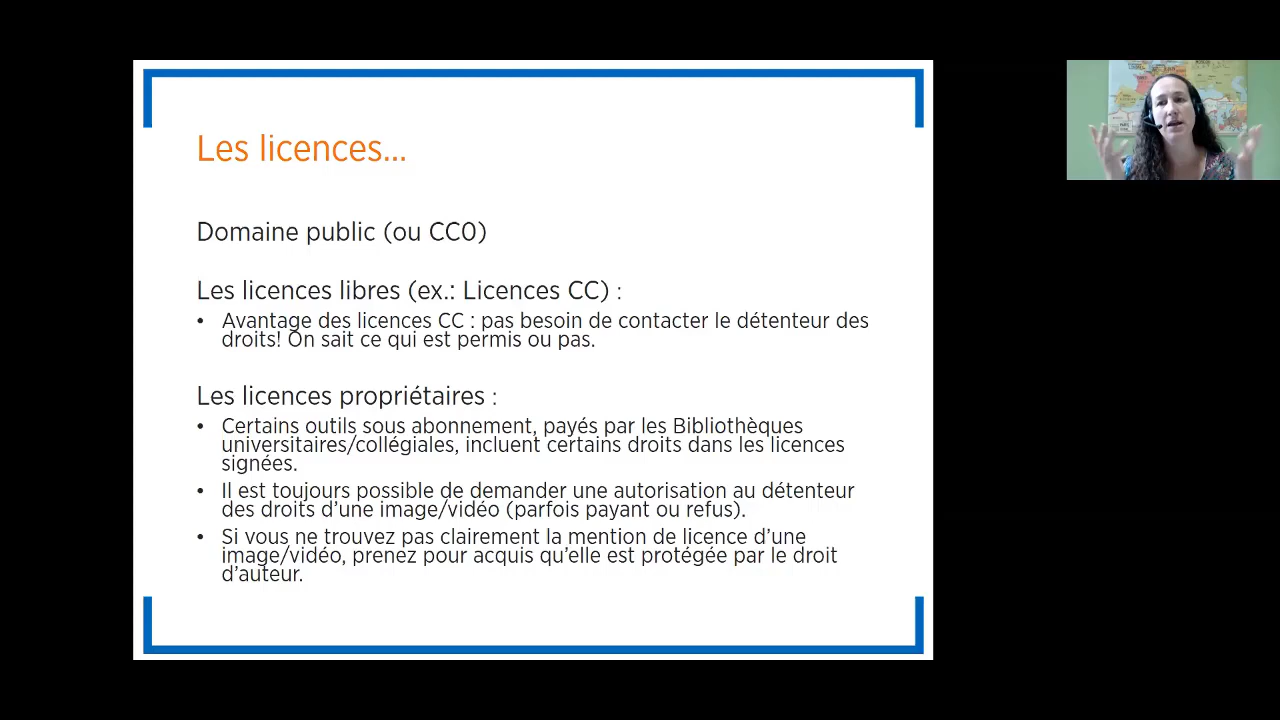 Les licences...
Domaine public (ou CC0)
Les licences libres (ex.: Licences CC) :
• Avantage des licences CC : pas besoin de contacter le détenteur des
droits! On sait ce qui est permis ou pas.
Les licences propriétaires :
• Certains outils sous abonnement, payés par les Bibliothèques
universitaires/collégiales, incluent certains droits dans les licences
signées.
• Il est toujours possible de demander une autorisation au détenteur
des droits d’une image/vidéo (parfois payant ou refus).
• Si vous ne trouvez pas clairement la mention de licence d’une
image/vidéo, prenez pour acquis qu’elle est protégée par le droit
d’auteur.